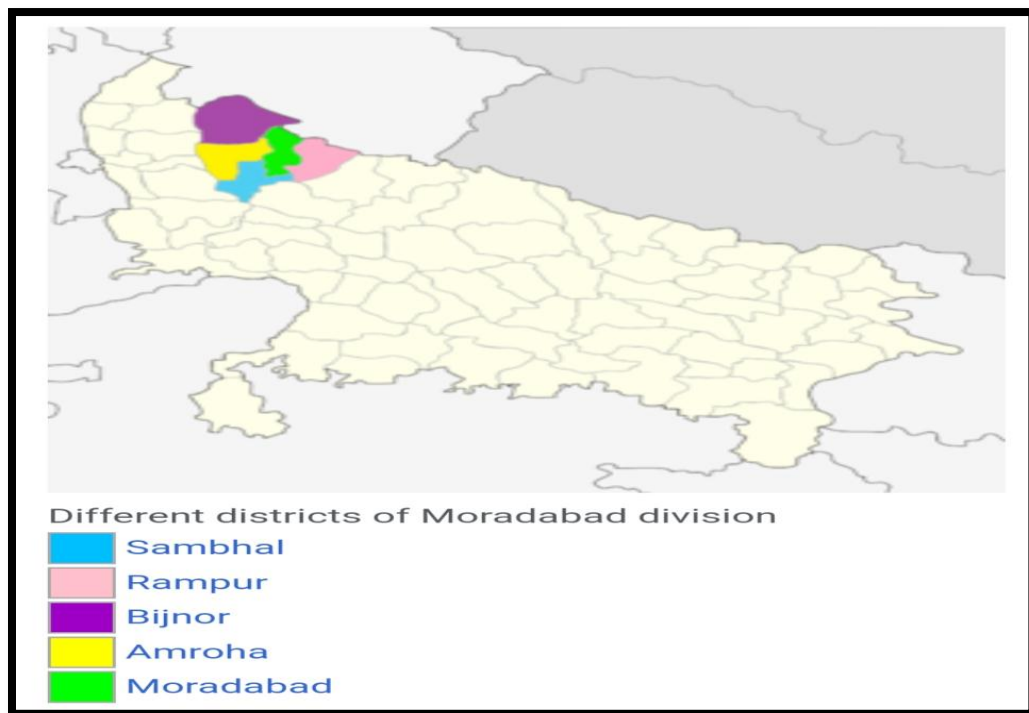 Different districts of Moradabad division
Sambhal
Rampur
Bijnor
Amroha
Moradabad